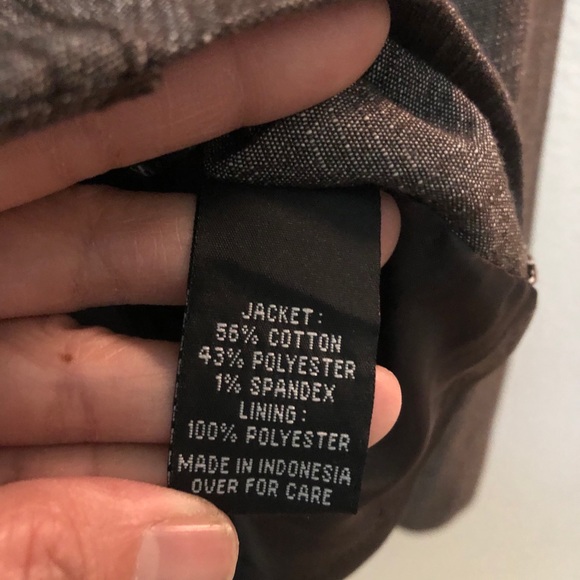 JACKET:
56% COTTON
43% POLYESTER
1% SPANDEX
LINING:
100% POLYESTER
MADE IN INDONESIA
OVER FOR CARE